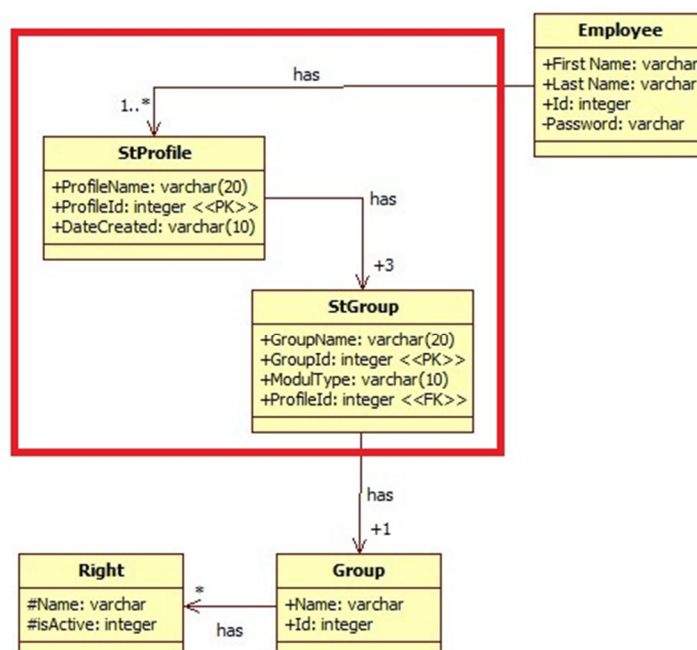 Employee
+First Name: varchar
+Last Name: varchar
+Id: integer
-Password: varchar
has
1..*
StProfile
+ProfileName: varchar(20)
+ProfileId: integer <<PK>>
+DateCreated: varchar(10)
has
+3
StGroup
+GroupName: varchar(20)
+GroupId: integer <<PK>>
+ModulType: varchar(10)
+ProfileId: integer <<FK>>
has
+1
Right
#Name: varchar
#isActive: integer
*
has
Group
+Name: varchar
+Id: integer